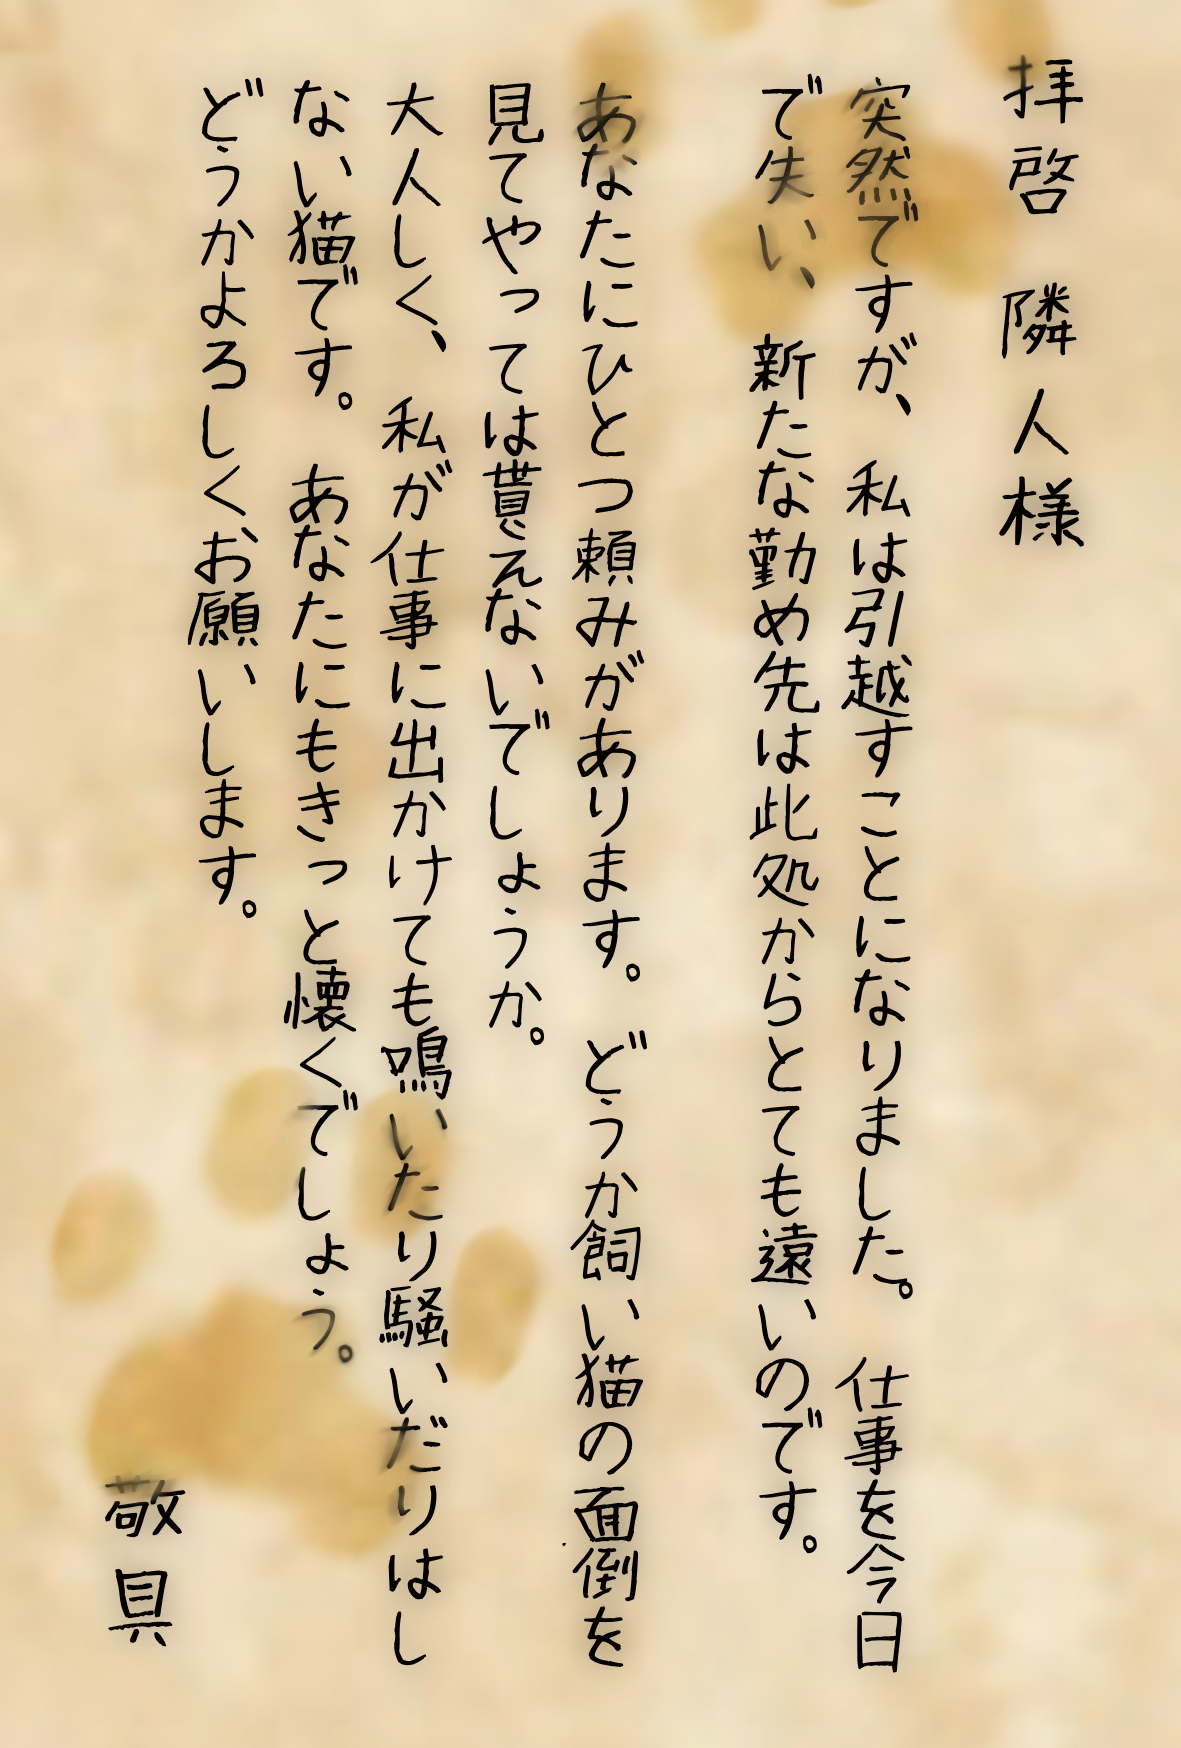 拝啓　隣人様
突然ですが、私は引越すことになりました。仕事を今日
で失い、新たな勤め先は此処からとても遠いのです。
あなたにひとつ頼みがあります。どうか飼い猫の面倒を
見てやっては貰えないでしょうか。
大人しく、私が仕事に出かけても鳴いたり騒いだりはし
ない猫です。あなたにもきっと懐くでしょう。
どうかよろしくお願いします。
敬具